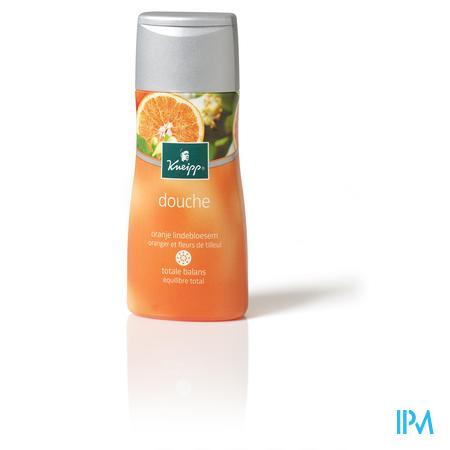 Kneipp®
douche
oranje lindebloesem
oranger et fleurs de tilleul
totale balans
équilibre total
IPM